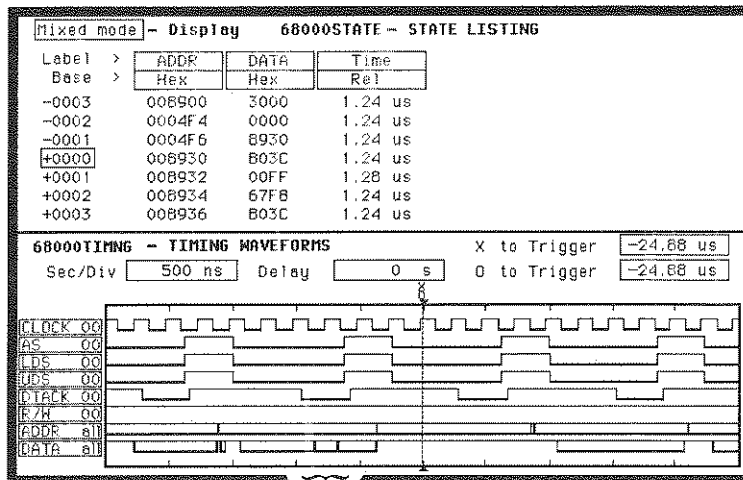 Mixed mode - Display 68000STATE - STATE LISTING
Label > ADDR DATA Time
Base > Hex Hex Rel
-0003 008900 3000 1.24 us
-0002 0004F4 0000 1.24 us
-0001 0004F6 8930 1.24 us
+0000 008930 B03C 1.24 us
+0001 008932 00FF 1.28 us
+0002 008934 67F8 1.24 us
+0003 008936 B03C 1.24 us
68000TIMNG - TIMING WAVEFORMS X to Trigger -24.88 us
Sec/Div 500 ns Delay 0 s O to Trigger -24.88 us
X
O
CLOCK 00
AS 00
LDS 00
UDS 00
DTACK 00
R/W 00
ADDR all
DATA all